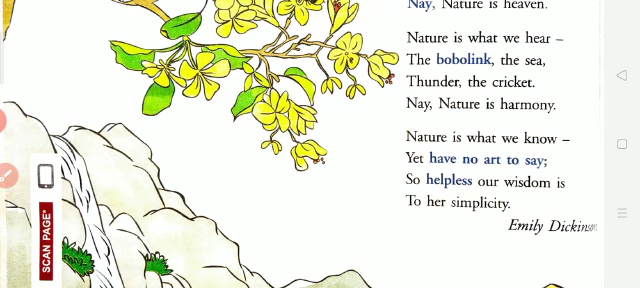 Nay, Nature is heaven.
Nature is what we hear –
The bobolink, the sea,
Thunder, the cricket.
Nay, Nature is harmony.
Nature is what we know –
Yet have no art to say;
So helpless our wisdom is
To her simplicity.
Emily Dickinson
SCAN PAGE*